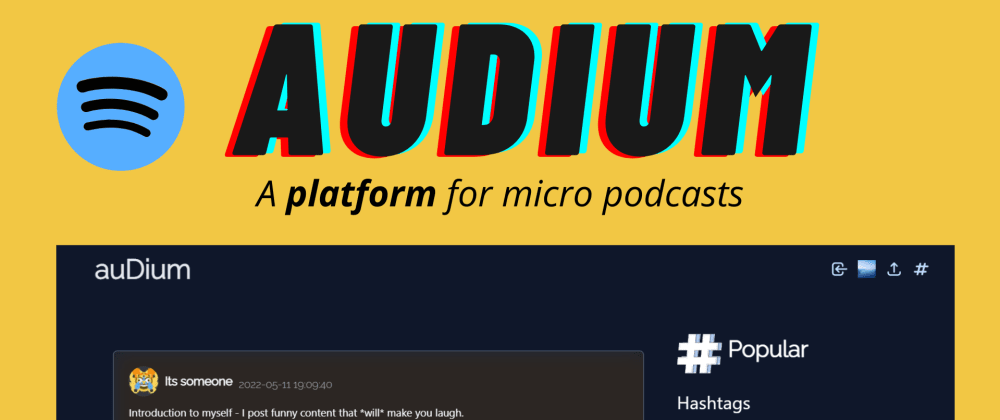 AUDIUM
A platform for micro podcasts
auDium
#
# Popular
Its someone 2022-05-11 19:09:40
Introduction to myself - I post funny content that *will* make you laugh.
Hashtags